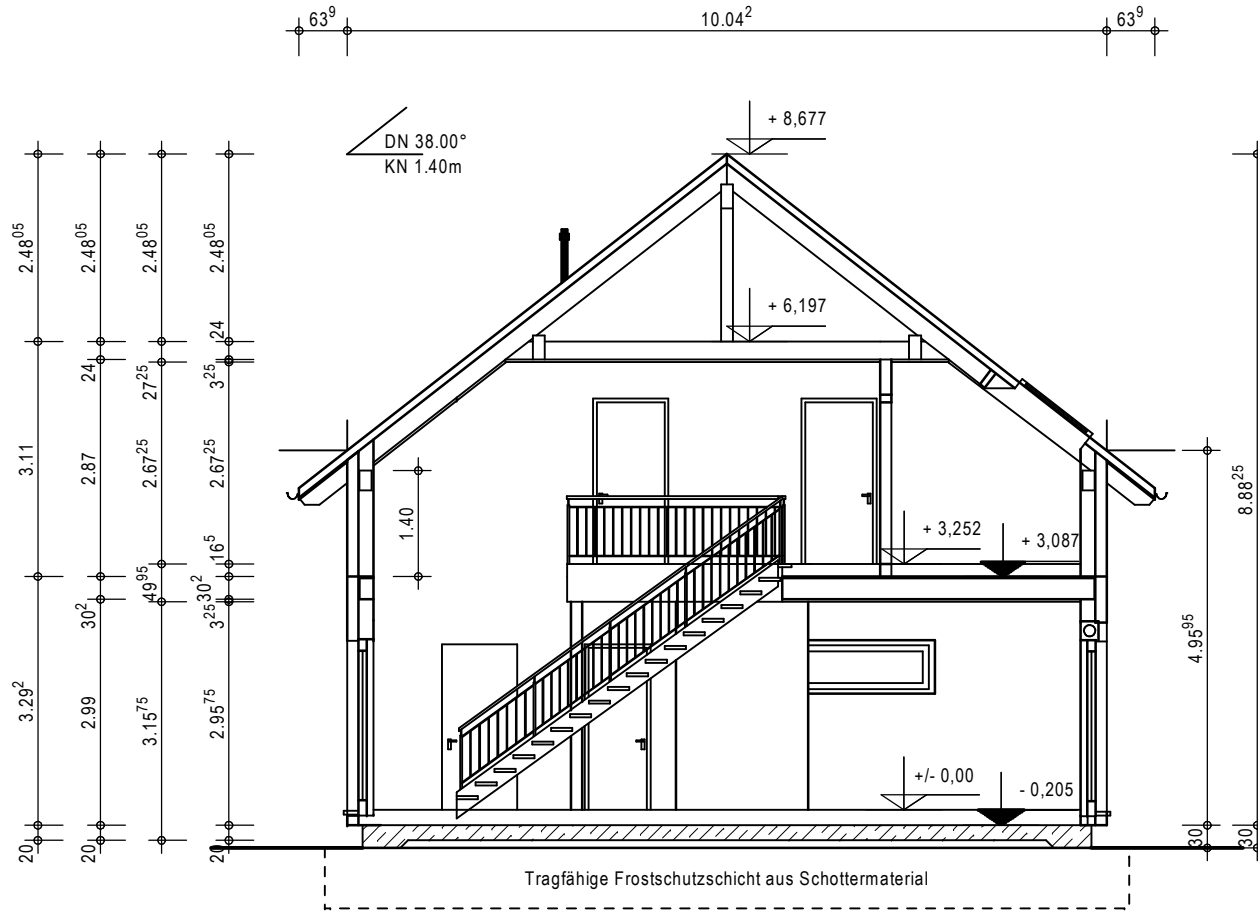 63⁹ 10.04² 63⁹
+ 8,677
DN 38.00°
KN 1.40m
2.48⁰⁵ 2.48⁰⁵ 2.48⁰⁵ 2.48⁰⁵
+ 6,197
24
24 27²⁵ 3²⁵
3.11 2.87 2.67²⁵ 2.67²⁵
8.88²⁵
1.40
+ 3,252 + 3,087
16⁵
49⁹⁵ 30²
30² 3²⁵
4.95⁹⁵
3.29² 2.99 3.15⁷⁵ 2.95⁷⁵
+/- 0,00 - 0,205
20 20 20 30 30
Tragfähige Frostschutzschicht aus Schottermaterial